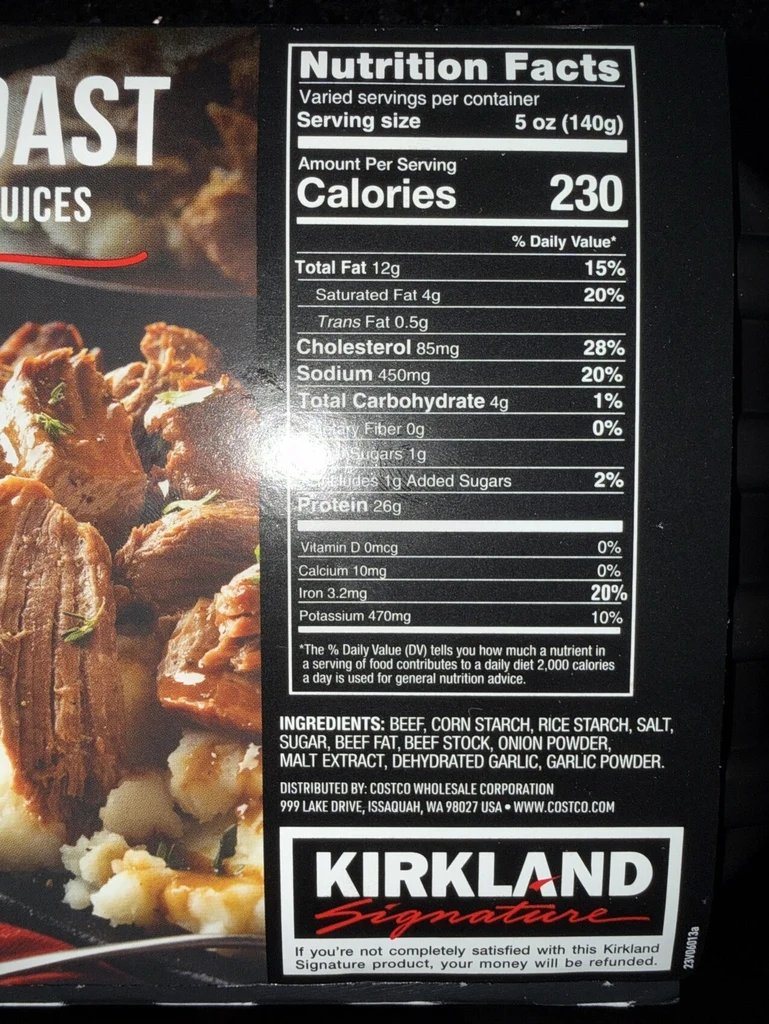 OAST
UICES
Nutrition Facts
Varied servings per container
Serving size 5 oz (140g)
Amount Per Serving
Calories 230
% Daily Value*
Total Fat 12g 15%
Saturated Fat 4g 20%
Trans Fat 0.5g
Cholesterol 85mg 28%
Sodium 450mg 20%
Total Carbohydrate 4g 1%
Dietary Fiber 0g 0%
Sugars 1g
Includes 1g Added Sugars 2%
Protein 26g
Vitamin D 0mcg 0%
Calcium 10mg 0%
Iron 3.2mg 20%
Potassium 470mg 10%
*The % Daily Value (DV) tells you how much a nutrient in
a serving of food contributes to a daily diet 2,000 calories
a day is used for general nutrition advice.
INGREDIENTS: BEEF, CORN STARCH, RICE STARCH, SALT,
SUGAR, BEEF FAT, BEEF STOCK, ONION POWDER,
MALT EXTRACT, DEHYDRATED GARLIC, GARLIC POWDER.
DISTRIBUTED BY: COSTCO WHOLESALE CORPORATION
999 LAKE DRIVE, ISSAQUAH, WA 98027 USA • WWW.COSTCO.COM
KIRKLAND
Signature
If you're not completely satisfied with this Kirkland
Signature product, your money will be refunded.
23V06013a